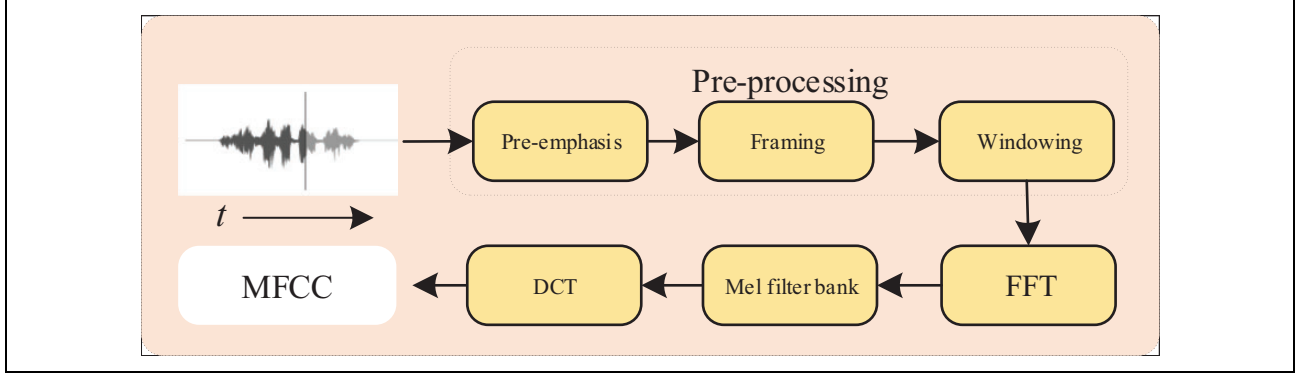 Pre-processing
Pre-emphasis
Framing
Windowing
t
MFCC
DCT
Mel filter bank
FFT